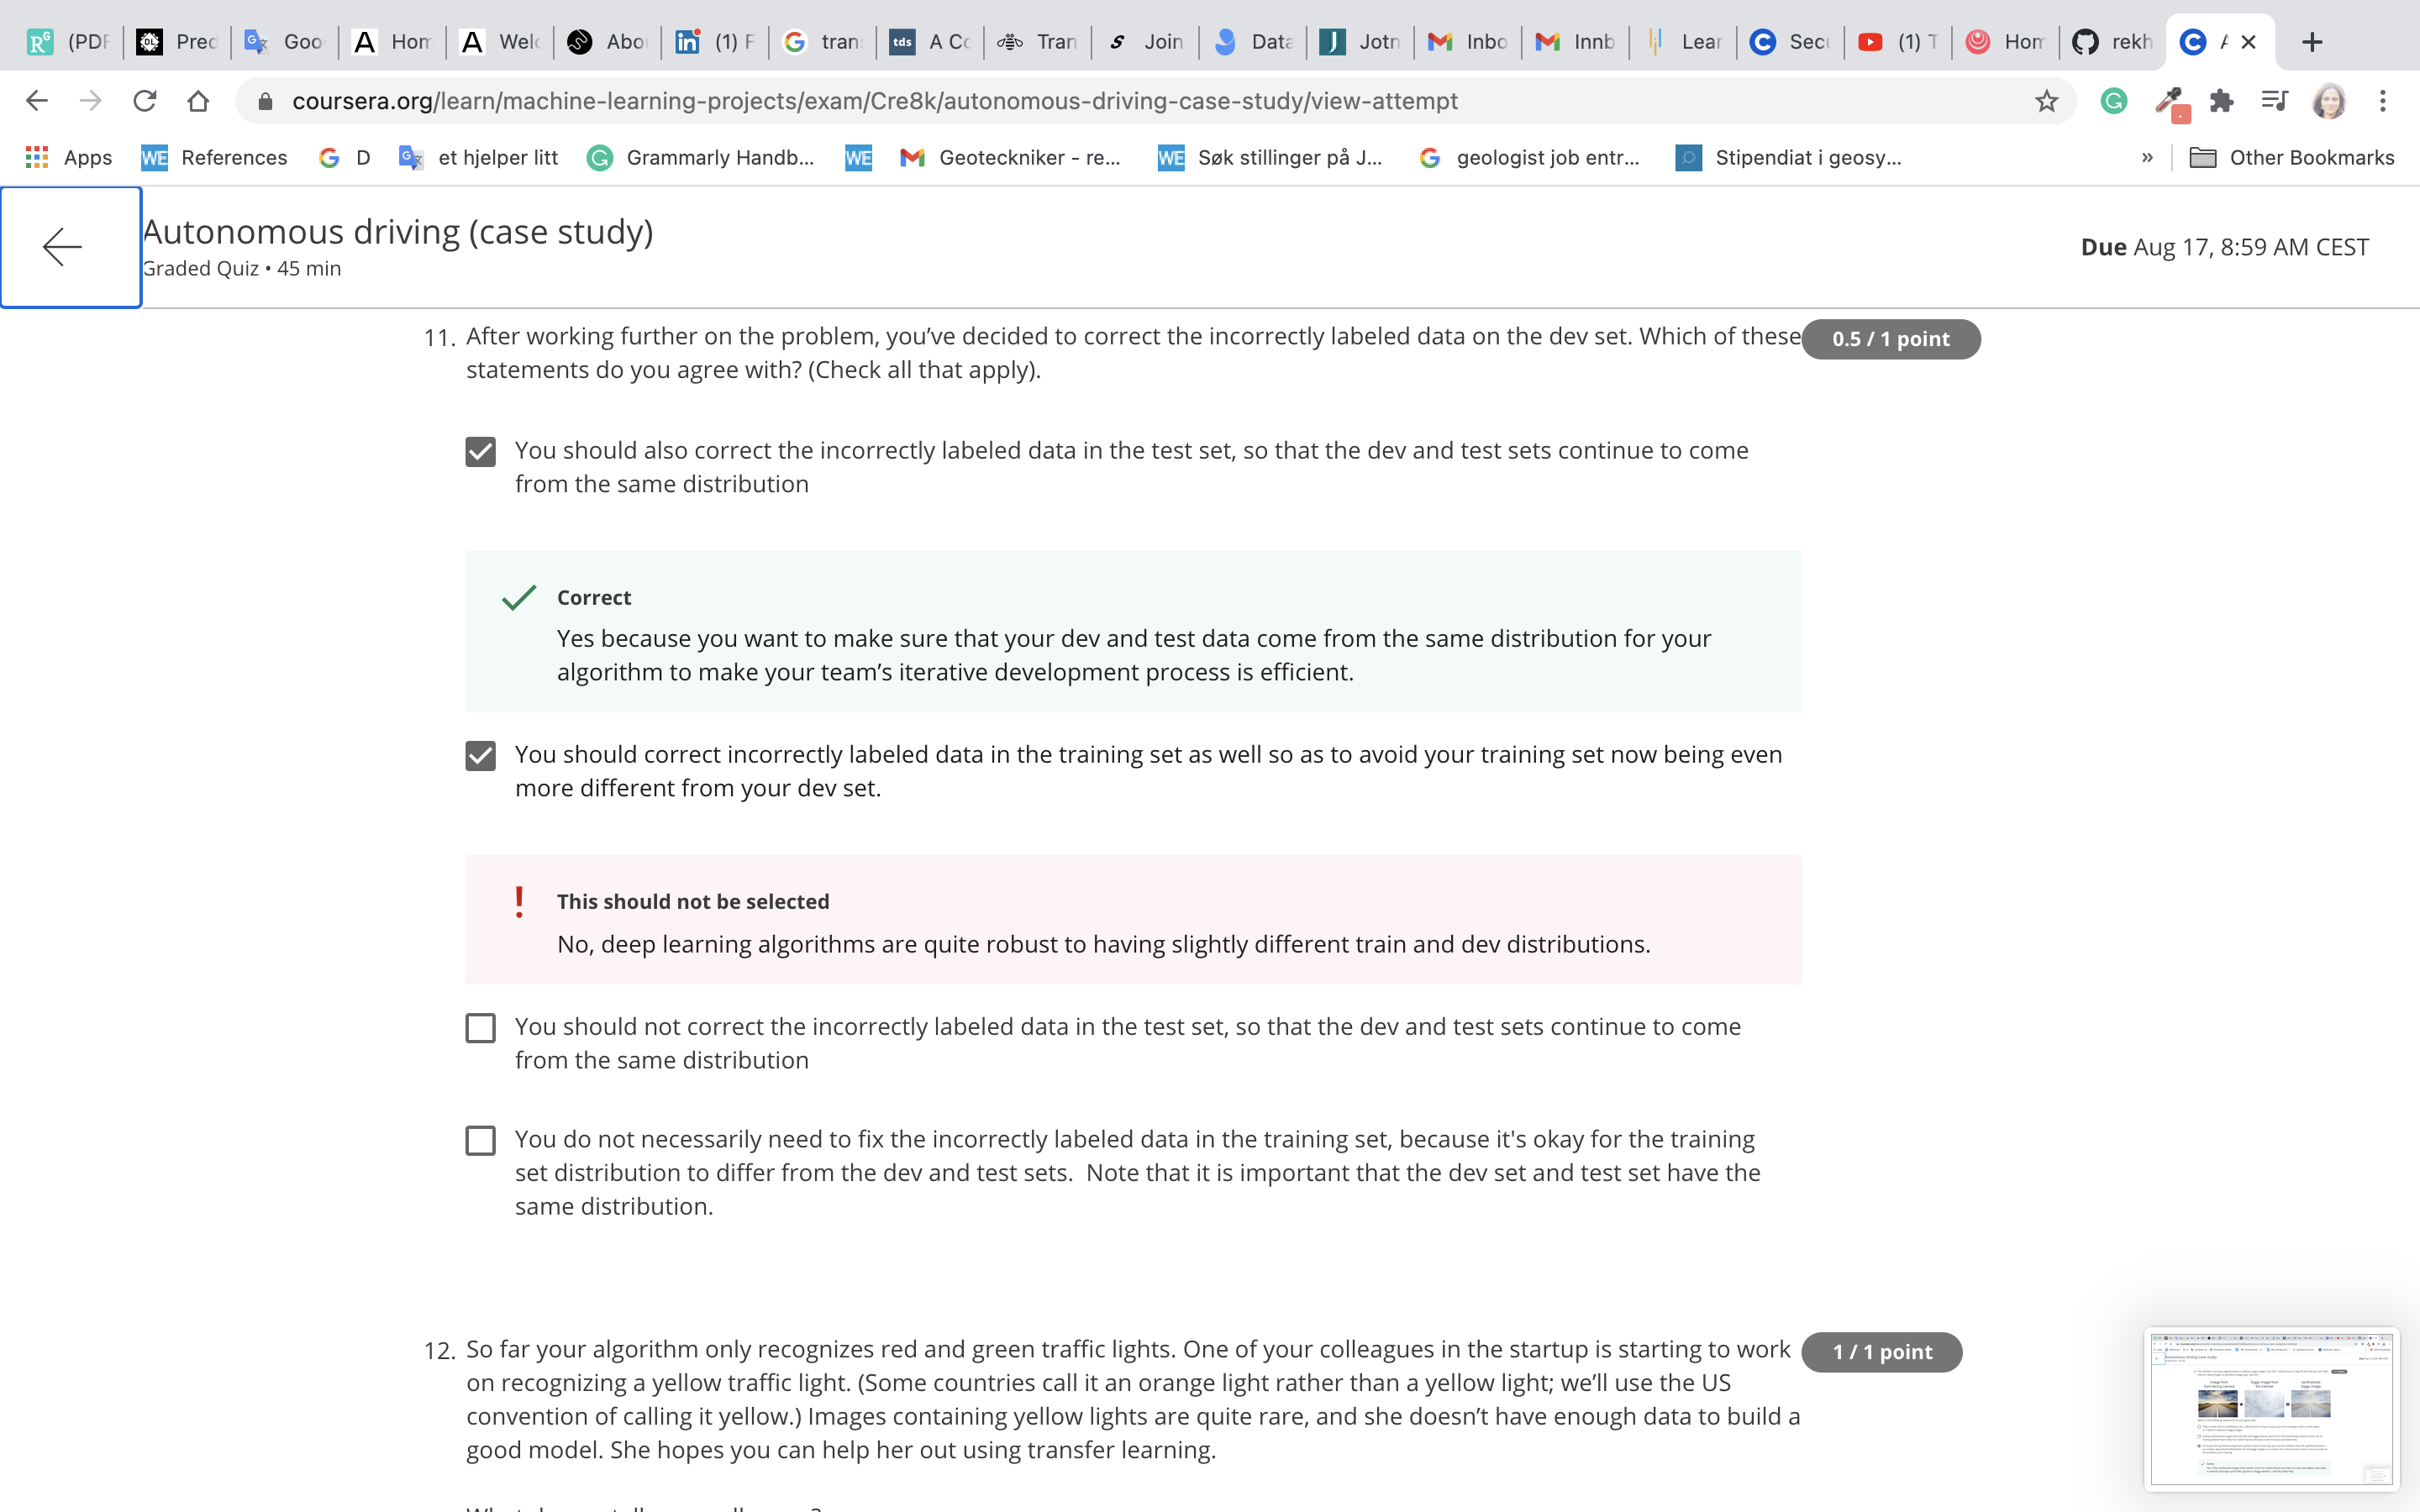 (PDF Pred Goo Hom Welc Abo (1) F tran tds A Co Tran Join Data Jotn Inbo Innb Lear Secu (1) T Hom rekh
coursera.org/learn/machine-learning-projects/exam/Cre8k/autonomous-driving-case-study/view-attempt
Apps References D et hjelper litt Grammarly Handb... Geoteckniker - re... Søk stillinger på J... geologist job entr... Stipendiat i geosy... » Other Bookmarks
Autonomous driving (case study)
Graded Quiz • 45 min
Due Aug 17, 8:59 AM CEST
11. After working further on the problem, you’ve decided to correct the incorrectly labeled data on the dev set. Which of these
statements do you agree with? (Check all that apply).
0.5 / 1 point
You should also correct the incorrectly labeled data in the test set, so that the dev and test sets continue to come
from the same distribution
Correct
Yes because you want to make sure that your dev and test data come from the same distribution for your
algorithm to make your team’s iterative development process is efficient.
You should correct incorrectly labeled data in the training set as well so as to avoid your training set now being even
more different from your dev set.
This should not be selected
No, deep learning algorithms are quite robust to having slightly different train and dev distributions.
You should not correct the incorrectly labeled data in the test set, so that the dev and test sets continue to come
from the same distribution
You do not necessarily need to fix the incorrectly labeled data in the training set, because it's okay for the training
set distribution to differ from the dev and test sets. Note that it is important that the dev set and test set have the
same distribution.
12. So far your algorithm only recognizes red and green traffic lights. One of your colleagues in the startup is starting to work
on recognizing a yellow traffic light. (Some countries call it an orange light rather than a yellow light; we’ll use the US
convention of calling it yellow.) Images containing yellow lights are quite rare, and she doesn’t have enough data to build a
good model. She hopes you can help her out using transfer learning.
1 / 1 point